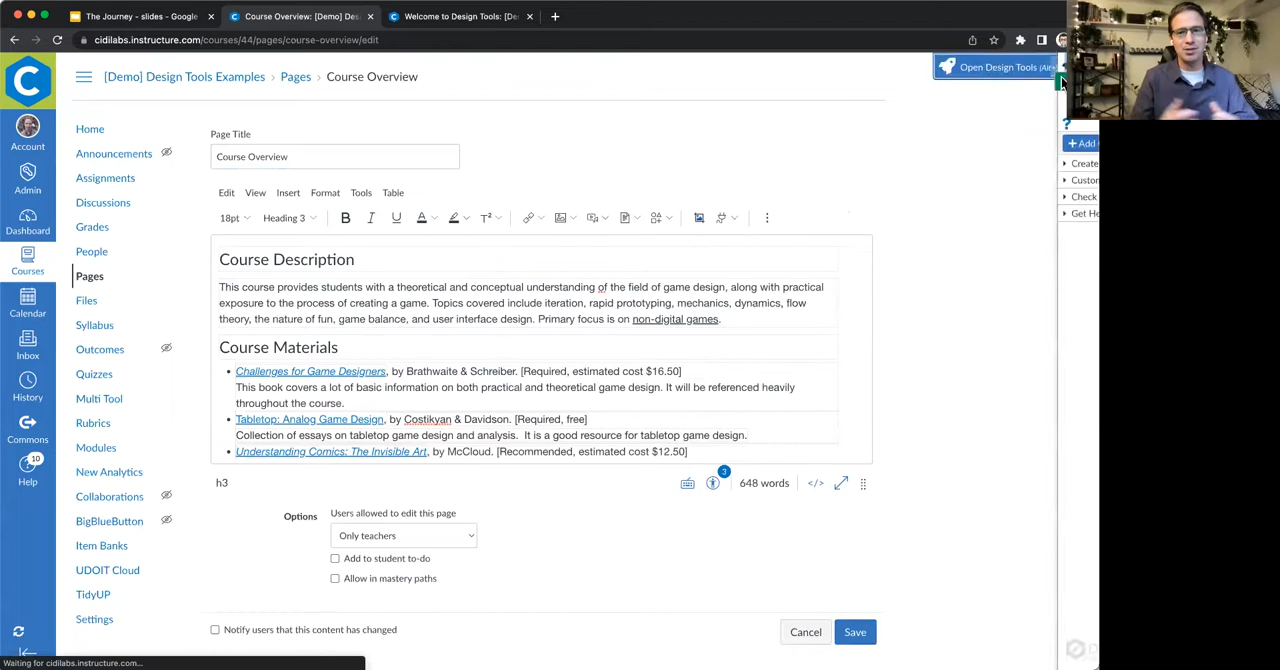 The Journey - slides - Google
Course Overview: [Demo] Des
Welcome to Design Tools: [De
cidilabs.instructure.com/courses/44/pages/course-overview/edit
[Demo] Design Tools Examples
Pages
Course Overview
Open Design Tools (Alt+
Account
Admin
Dashboard
Courses
Calendar
Inbox
History
Commons
10
Help
Home
Announcements
Assignments
Discussions
Grades
People
Pages
Files
Syllabus
Outcomes
Quizzes
Multi Tool
Rubrics
Modules
New Analytics
Collaborations
BigBlueButton
Item Banks
UDOIT Cloud
TidyUP
Settings
Page Title
Course Overview
Edit View Insert Format Tools Table
18pt Heading 3 B I U A T²
Course Description
This course provides students with a theoretical and conceptual understanding of the field of game design, along with practical
exposure to the process of creating a game. Topics covered include iteration, rapid prototyping, mechanics, dynamics, flow
theory, the nature of fun, game balance, and user interface design. Primary focus is on non-digital games.
Course Materials
• Challenges for Game Designers, by Brathwaite & Schreiber. [Required, estimated cost $16.50]
This book covers a lot of basic information on both practical and theoretical game design. It will be referenced heavily
throughout the course.
• Tabletop: Analog Game Design, by Costikyan & Davidson. [Required, free]
Collection of essays on tabletop game design and analysis. It is a good resource for tabletop game design.
• Understanding Comics: The Invisible Art, by McCloud. [Recommended, estimated cost $12.50]
h3
3
648 words
</>
Options
Users allowed to edit this page
Only teachers
Add to student to-do
Allow in mastery paths
Notify users that this content has changed
Cancel
Save
?
+ Add
Create
Custo
Check
Get He
Waiting for cidilabs.instructure.com...